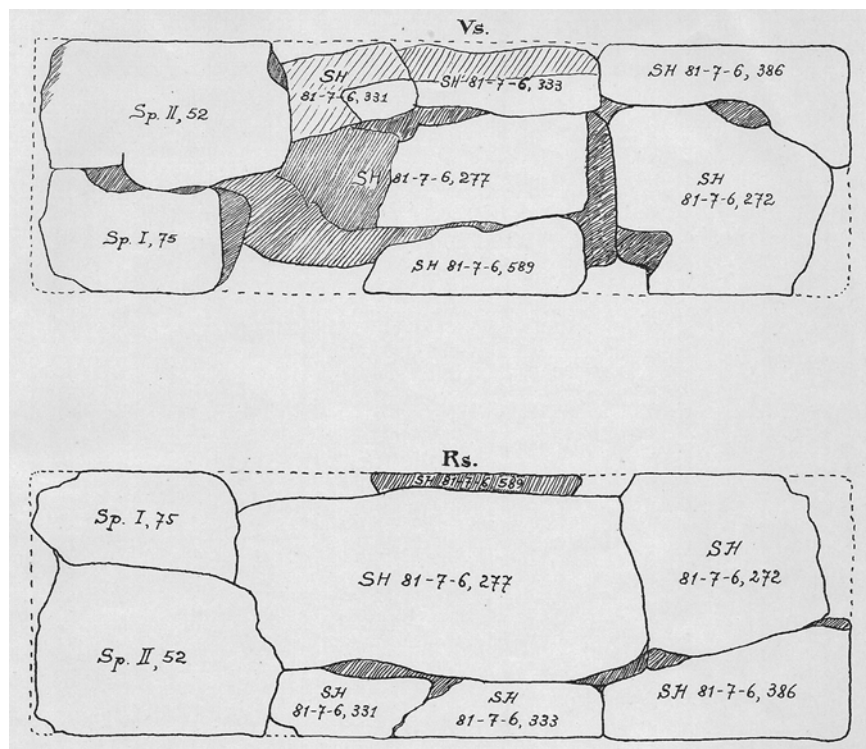 Vs.
Sp. II, 52
SH
81-7-6, 331
SH 81-7-6, 333
SH 81-7-6, 386
Sp. I, 75
SH 81-7-6, 277
SH
81-7-6, 272
SH 81-7-6, 589
Rs.
Sp. I, 75
SH 81-7-6, 589
SH 81-7-6, 277
SH
81-7-6, 272
Sp. II, 52
SH
81-7-6, 331
SH
81-7-6, 333
SH 81-7-6, 386